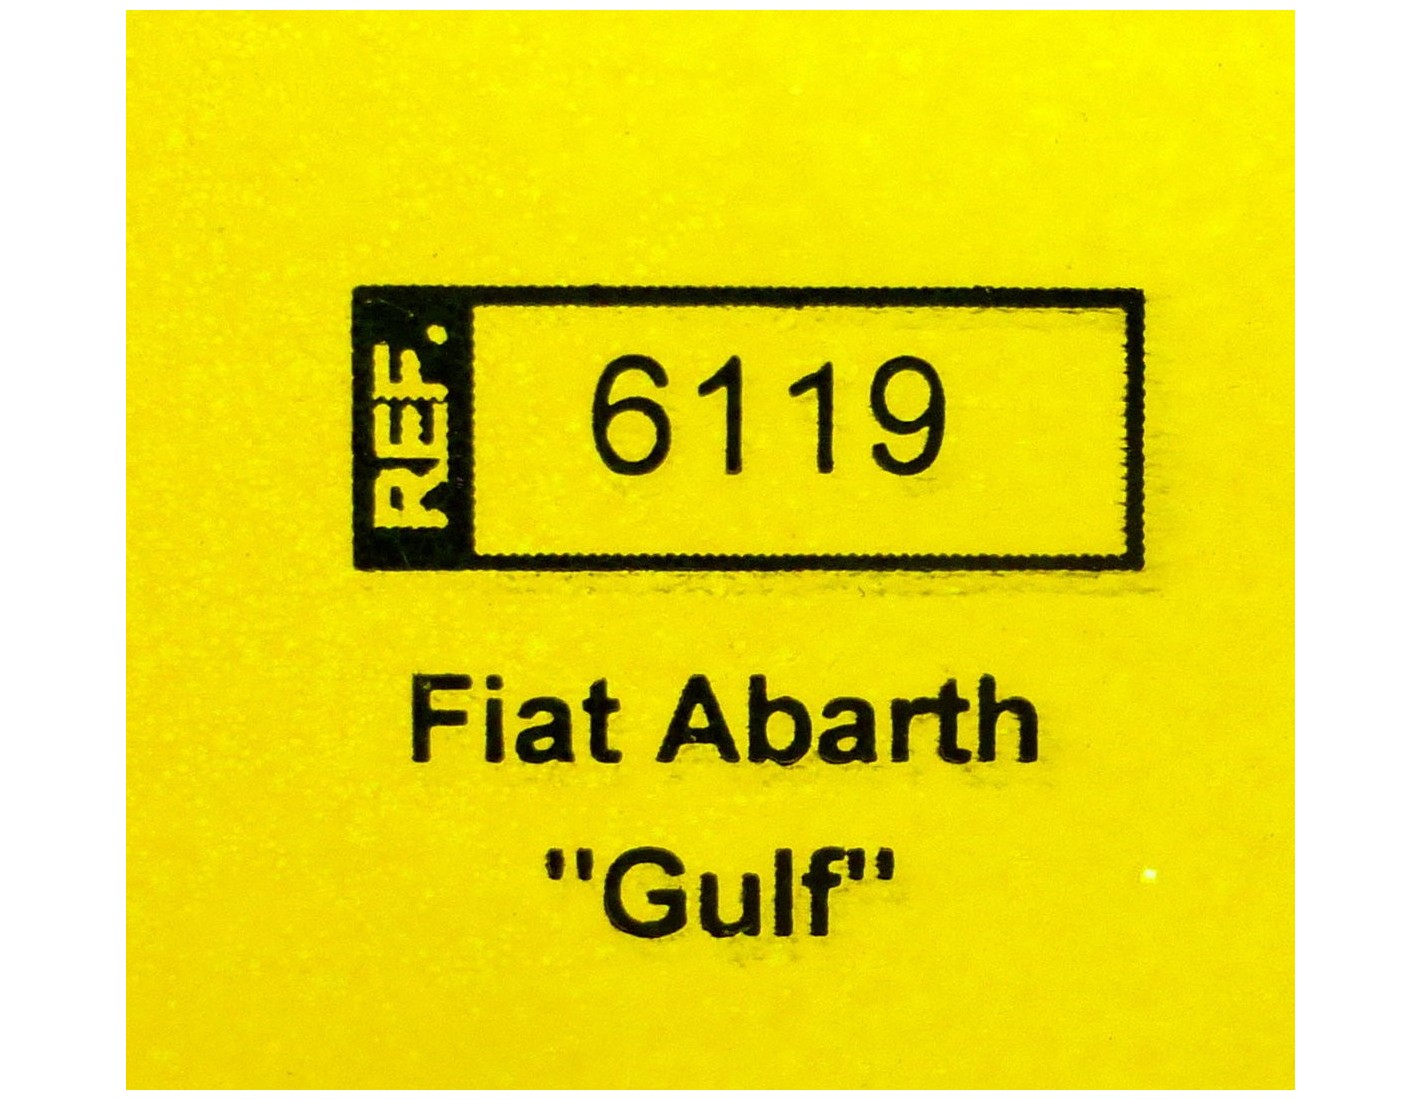 REF. 6119
Fiat Abarth
"Gulf"